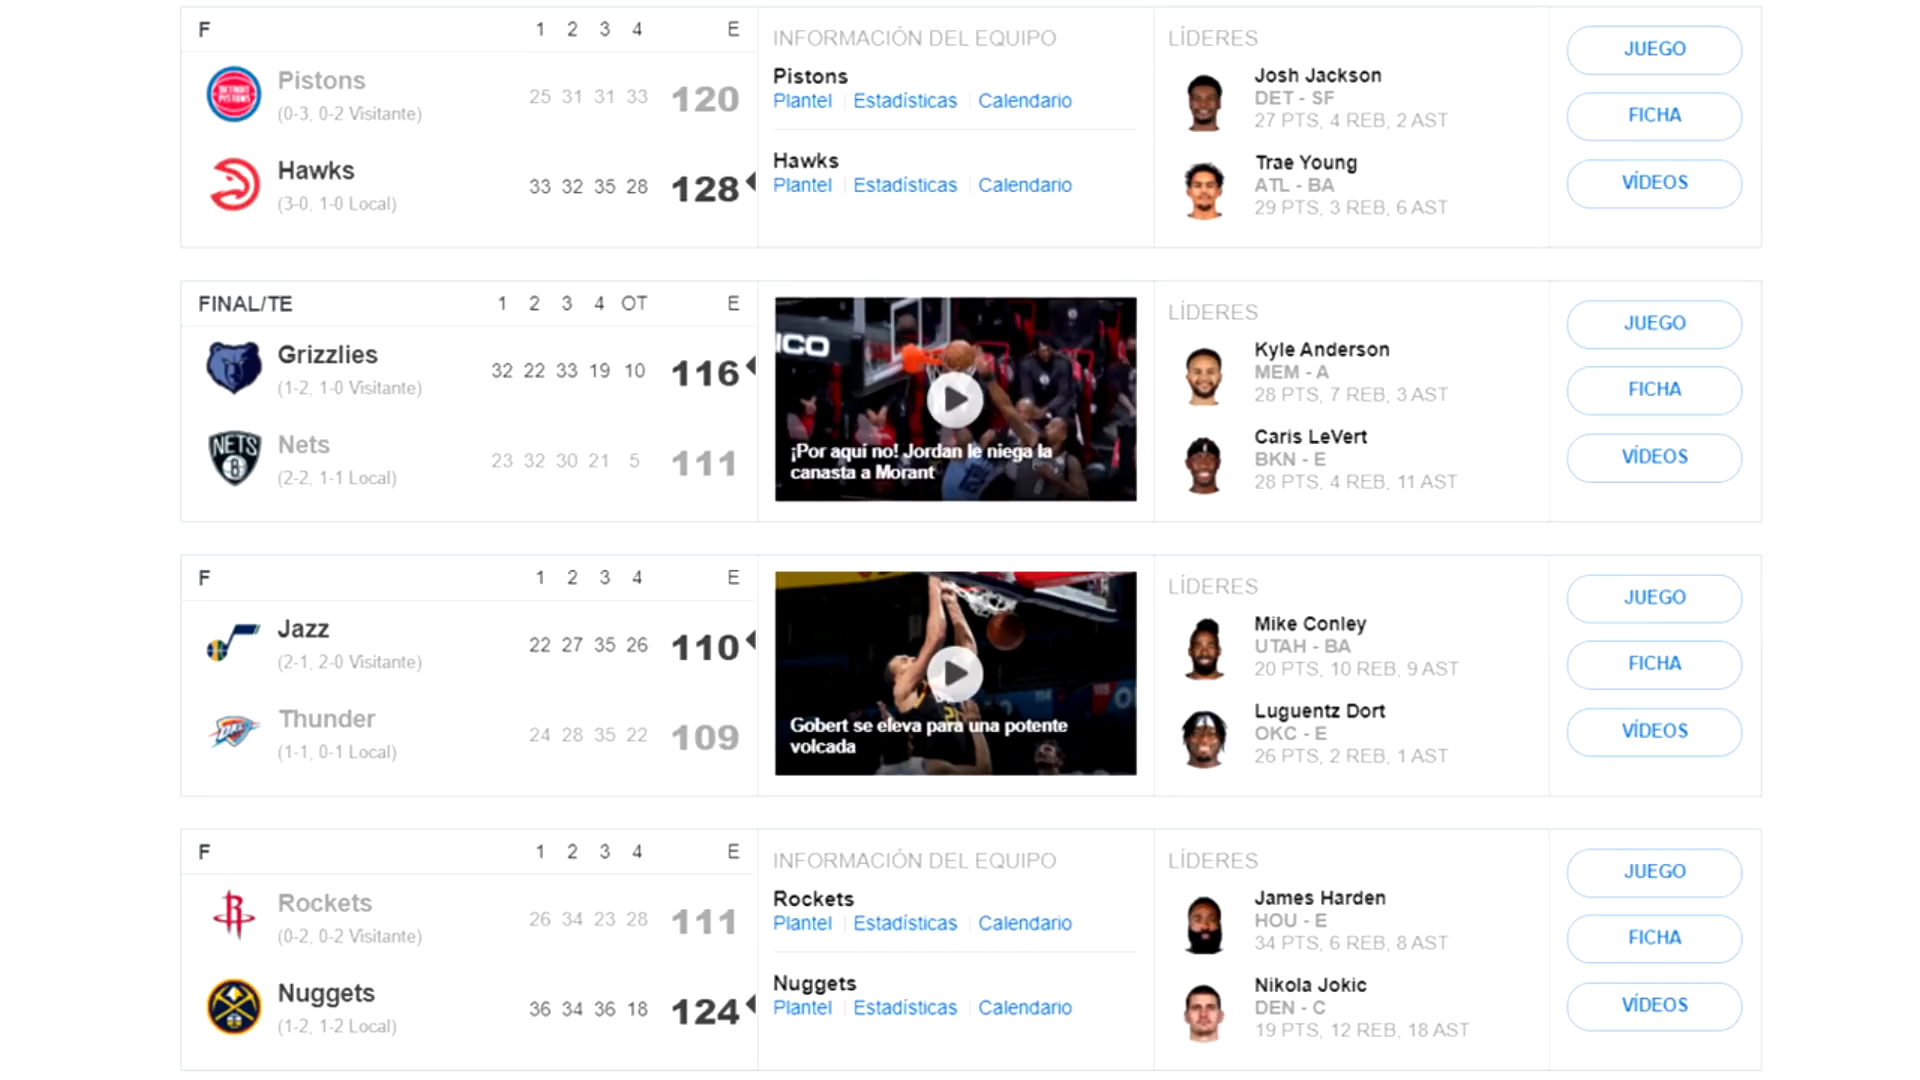 F 1 2 3 4 E
Pistons 25 31 31 33 120
(0-3, 0-2 Visitante)
Hawks 33 32 35 28 128
(3-0, 1-0 Local)
INFORMACIÓN DEL EQUIPO
Pistons
Plantel Estadísticas Calendario
Hawks
Plantel Estadísticas Calendario
LÍDERES
Josh Jackson
DET - SF
27 PTS, 4 REB, 2 AST
Trae Young
ATL - BA
29 PTS, 3 REB, 6 AST
JUEGO
FICHA
VÍDEOS
FINAL/TE 1 2 3 4 OT E
Grizzlies 32 22 33 19 10 116
(1-2, 1-0 Visitante)
NETS
B
Nets 23 32 30 21 5 111
(2-2, 1-1 Local)
ICO
¡Por aquí no! Jordan le niega la
canasta a Morant
LÍDERES
Kyle Anderson
MEM - A
28 PTS, 7 REB, 3 AST
Caris LeVert
BKN - E
28 PTS, 4 REB, 11 AST
JUEGO
FICHA
VÍDEOS
F 1 2 3 4 E
Jazz 22 27 35 26 110
(2-1, 2-0 Visitante)
Thunder 24 28 35 22 109
(1-1, 0-1 Local)
Gobert se eleva para una potente
volcada
LÍDERES
Mike Conley
UTAH - BA
20 PTS, 10 REB, 9 AST
Luguentz Dort
OKC - E
26 PTS, 2 REB, 1 AST
JUEGO
FICHA
VÍDEOS
F 1 2 3 4 E
Rockets 26 34 23 28 111
(0-2, 0-2 Visitante)
Nuggets 36 34 36 18 124
(1-2, 1-2 Local)
INFORMACIÓN DEL EQUIPO
Rockets
Plantel Estadísticas Calendario
Nuggets
Plantel Estadísticas Calendario
LÍDERES
James Harden
HOU - E
34 PTS, 6 REB, 8 AST
Nikola Jokic
DEN - C
19 PTS, 12 REB, 18 AST
JUEGO
FICHA
VÍDEOS